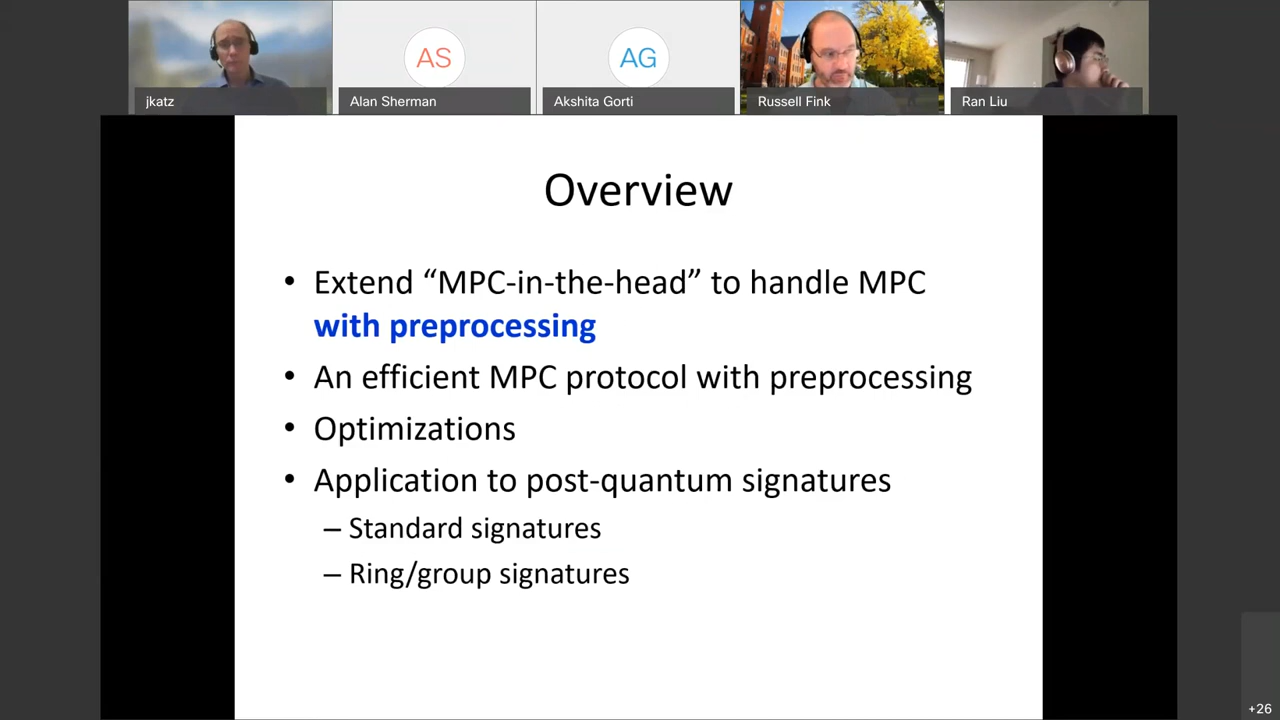 AS
AG
jkatz
Alan Sherman
Akshita Gorti
Russell Fink
Ran Liu
Overview
• Extend “MPC-in-the-head” to handle MPC
with preprocessing
• An efficient MPC protocol with preprocessing
• Optimizations
• Application to post-quantum signatures
– Standard signatures
– Ring/group signatures
+26